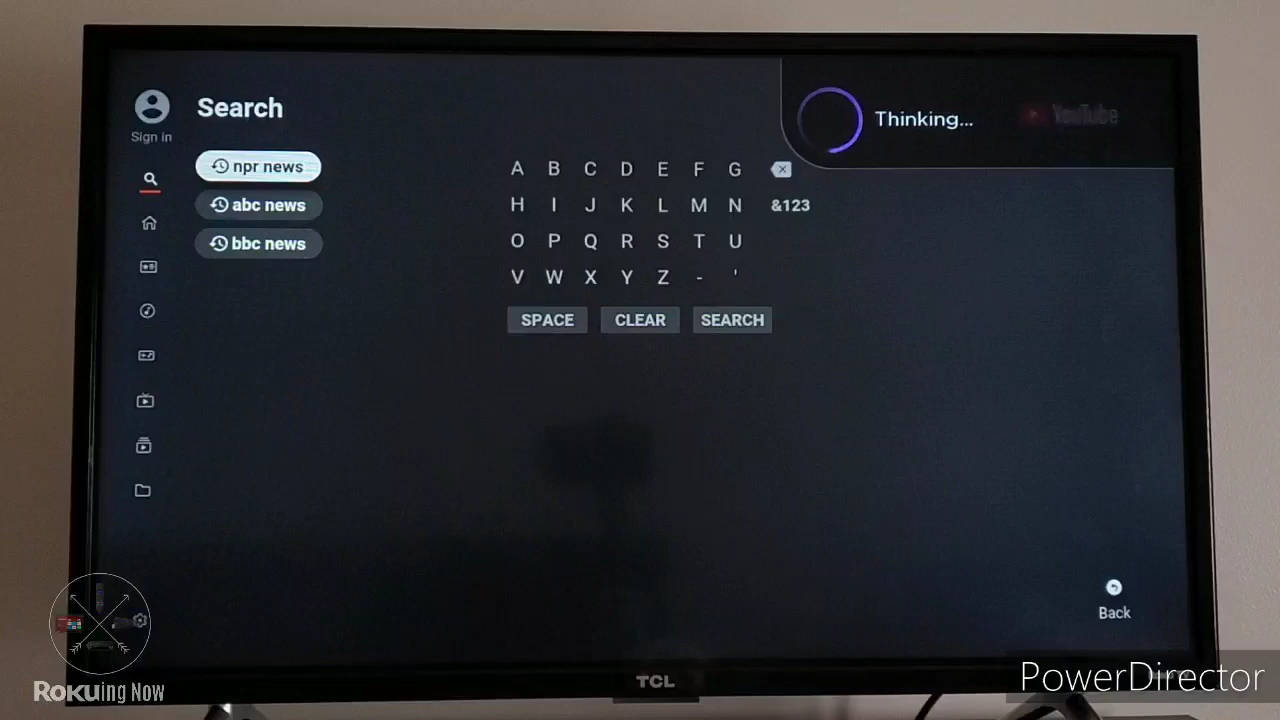 Search
Sign in
npr news
abc news
bbc news
A B C D E F G
H I J K L M N &123
O P Q R S T U
V W X Y Z - '
SPACE CLEAR SEARCH
Thinking...
YouTube
Back
TCL
ROKUing Now
PowerDirector